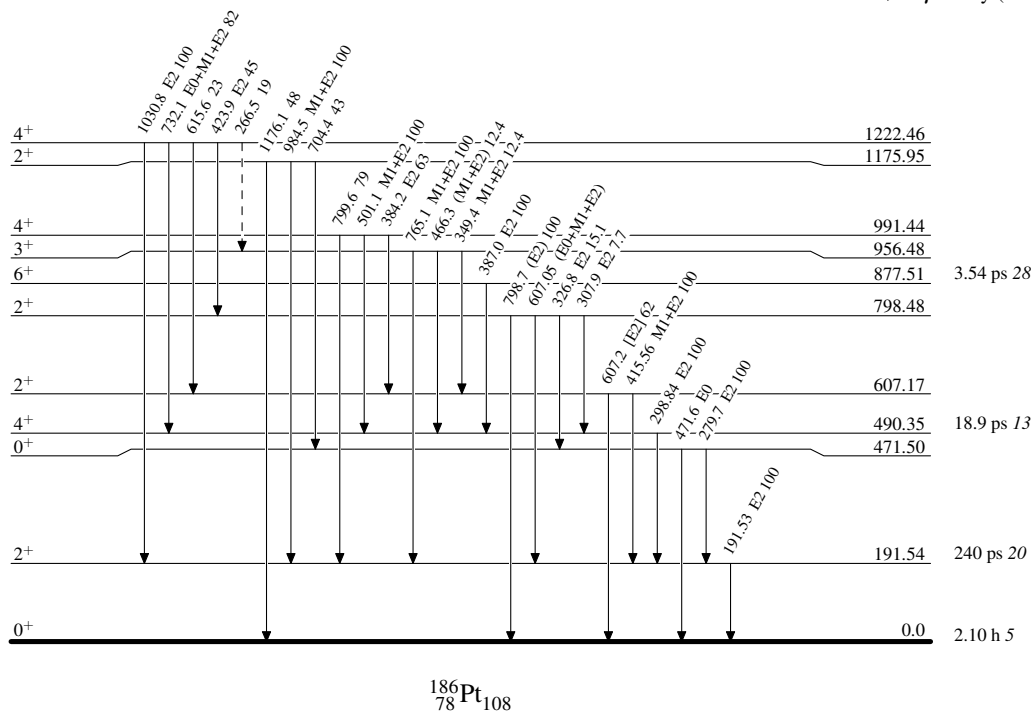 1030.8 E2 100
732.1 E0+M1+E2 82
615.6 23
423.9 E2 45
266.5 19
1176.1 48
984.5 M1+E2 100
704.4 43
799.6 79
501.1 M1+E2 100
384.2 E2 63
765.1 M1+E2 100
466.3 (M1+E2) 12.4
349.4 M1+E2 12.4
387.0 E2 100
798.7 (E2) 100
607.05 (E0+M1+E2)
326.8 E2 15.1
307.9 E2 7.7
607.2 [E2] 62
415.56 M1+E2 100
298.84 E2 100
471.6 E0
279.7 E2 100
191.53 E2 100
4+ 1222.46
2+ 1175.95
4+ 991.44
3+ 956.48
6+ 877.51 3.54 ps 28
2+ 798.48
2+ 607.17
4+ 490.35 18.9 ps 13
0+ 471.50
2+ 191.54 240 ps 20
0+ 0.0 2.10 h 5
186 78 Pt 108